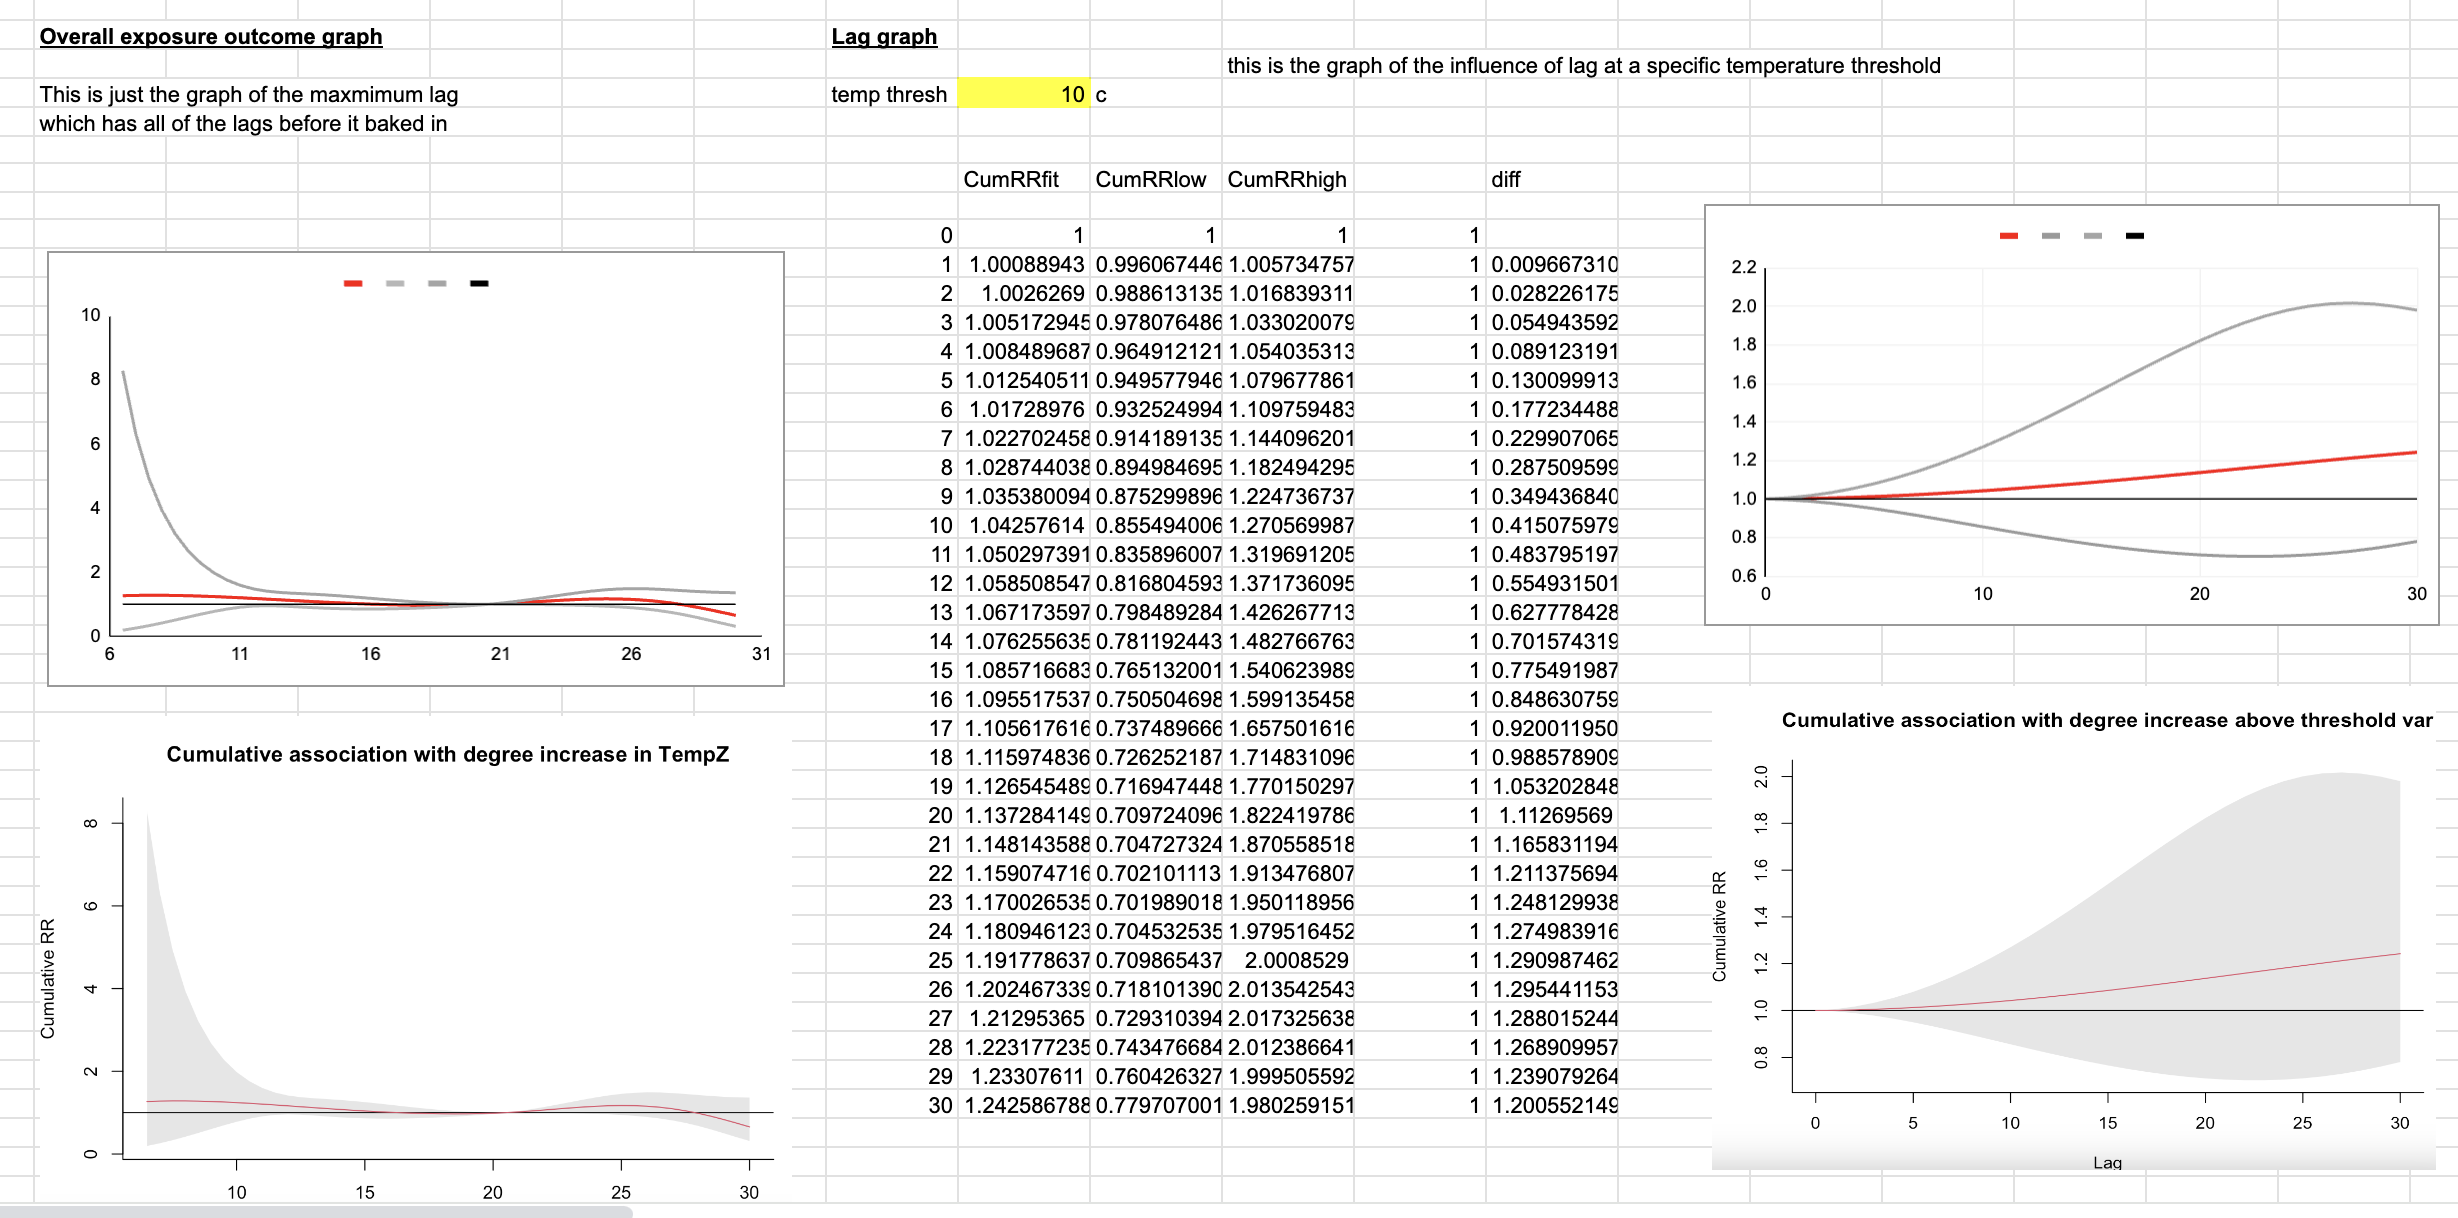 Overall exposure outcome graph
This is just the graph of the maxmimum lag
which has all of the lags before it baked in
10
8
6
4
2
0
6 11 16 21 26 31
Cumulative association with degree increase in TempZ
Cumulative RR
8
6
4
2
0
10 15 20 25 30
Lag graph
this is the graph of the influence of lag at a specific temperature threshold
temp thresh 10 c
CumRRfit CumRRlow CumRRhigh diff
0 1 1 1 1
1 1.00088943 0.996067446 1.005734757 1 0.009667310
2 1.0026269 0.988613135 1.016839311 1 0.028226175
3 1.005172945 0.978076486 1.033020079 1 0.054943592
4 1.008489687 0.964912121 1.054035313 1 0.089123191
5 1.012540511 0.949577946 1.079677861 1 0.130099913
6 1.01728976 0.932524994 1.109759483 1 0.177234488
7 1.022702458 0.914189135 1.144096201 1 0.229907065
8 1.028744038 0.894984695 1.182494295 1 0.287509599
9 1.035380094 0.875299896 1.224736737 1 0.349436840
10 1.04257614 0.855494006 1.270569987 1 0.415075979
11 1.050297391 0.835896007 1.319691205 1 0.483795197
12 1.058508547 0.816804593 1.371736095 1 0.554931501
13 1.067173597 0.798489284 1.426267713 1 0.627778428
14 1.076255635 0.781192443 1.482766763 1 0.701574319
15 1.085716683 0.765132001 1.540623989 1 0.775491987
16 1.095517537 0.750504698 1.599135458 1 0.848630759
17 1.105617616 0.737489666 1.657501616 1 0.920011950
18 1.115974836 0.726252187 1.714831096 1 0.988578909
19 1.126545489 0.716947448 1.770150297 1 1.053202848
20 1.137284149 0.709724096 1.822419786 1 1.11269569
21 1.148143588 0.704727324 1.870558518 1 1.165831194
22 1.159074716 0.702101113 1.913476807 1 1.211375694
23 1.170026535 0.701989018 1.950118956 1 1.248129938
24 1.180946123 0.704532535 1.979516452 1 1.274983916
25 1.191778637 0.709865437 2.0008529 1 1.290987462
26 1.202467339 0.718101390 2.013542543 1 1.295441153
27 1.21295365 0.729310394 2.017325638 1 1.288015244
28 1.223177235 0.743476684 2.012386641 1 1.268909957
29 1.23307611 0.760426327 1.999505592 1 1.239079264
30 1.242586788 0.779707001 1.980259151 1 1.200552149
2.2
2.0
1.8
1.6
1.4
1.2
1.0
0.8
0.6
0 10 20 30
Cumulative association with degree increase above threshold var
Cumulative RR
2.0
1.8
1.6
1.4
1.2
1.0
0.8
0 5 10 15 20 25 30
Lag